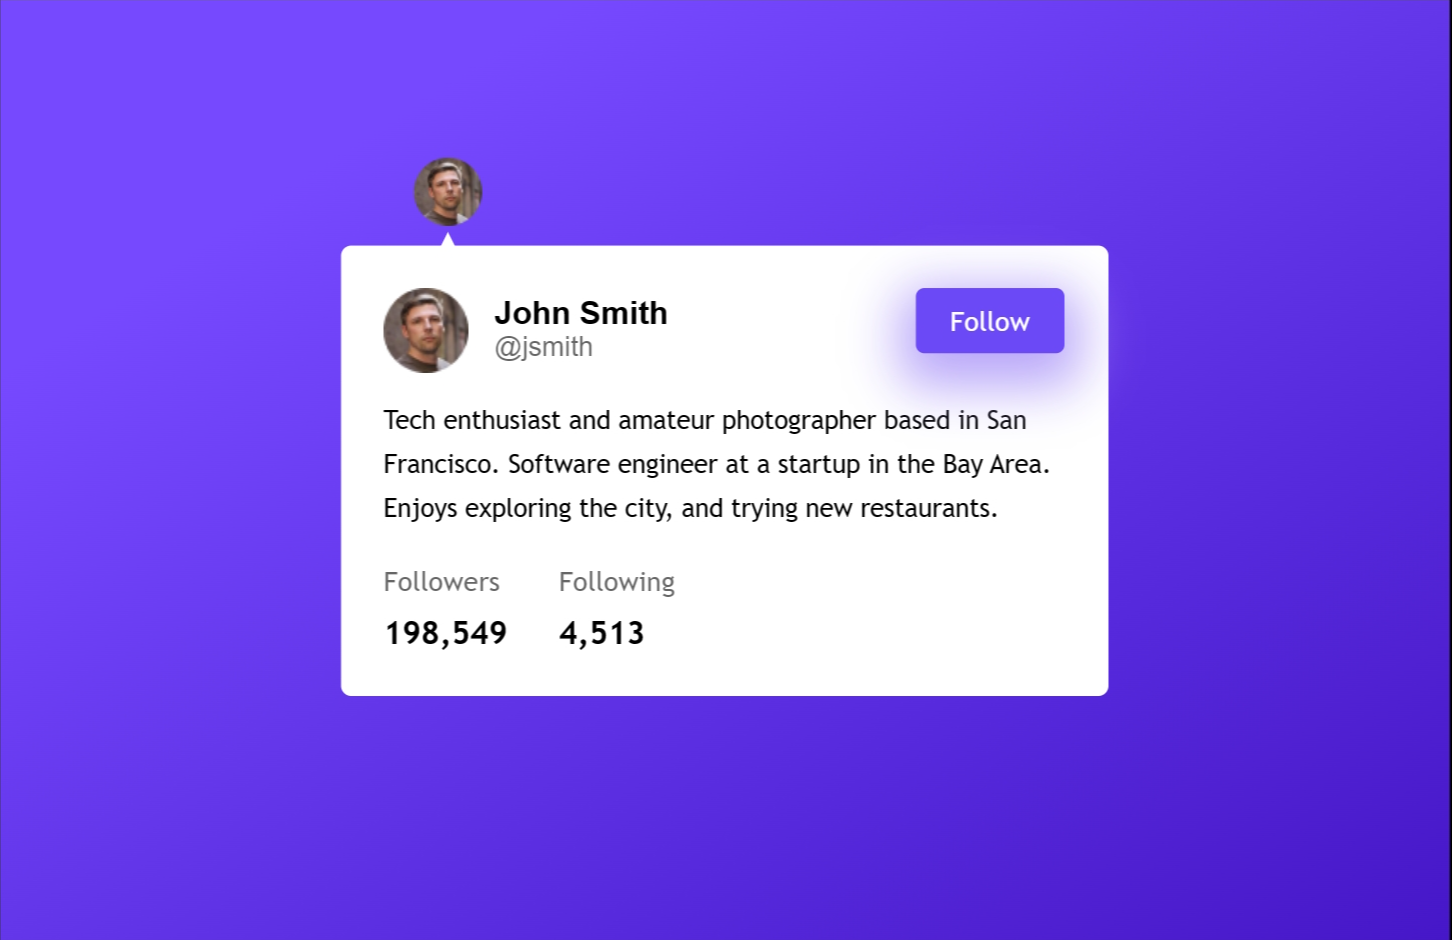 John Smith
@jsmith
Follow
Tech enthusiast and amateur photographer based in San
Francisco. Software engineer at a startup in the Bay Area.
Enjoys exploring the city, and trying new restaurants.
Followers Following
198,549 4,513